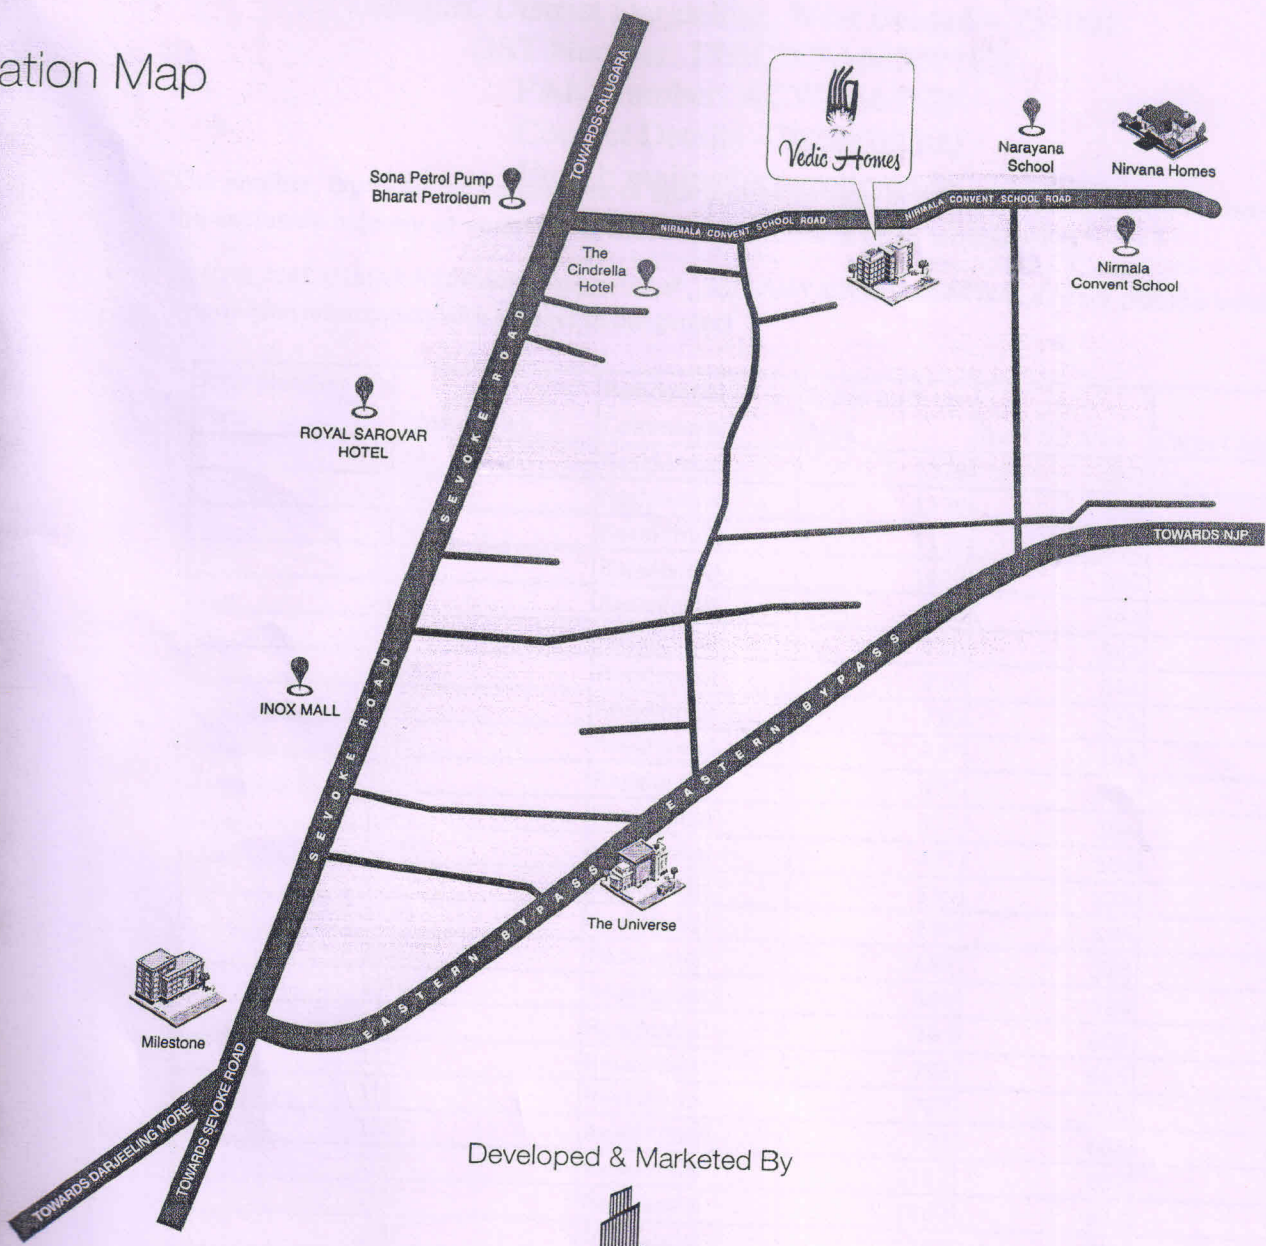 ation Map
TOWARDS SALUGARA
Vedic Homes
Narayana
School
Nirvana Homes
Sona Petrol Pump
Bharat Petroleum
NIRMALA CONVENT SCHOOL ROAD
NIRMALA CONVENT SCHOOL ROAD
The
Cindrella
Hotel
Nirmala
Convent School
SEVOKE ROAD
ROYAL SAROVAR
HOTEL
TOWARDS NJP
INOX MALL
SEVOKE ROAD
EASTERN BYPASS
EASTERN BYPASS
The Universe
Milestone
TOWARDS SEVOKE ROAD
TOWARDS DARJEELING MORE
Developed & Marketed By